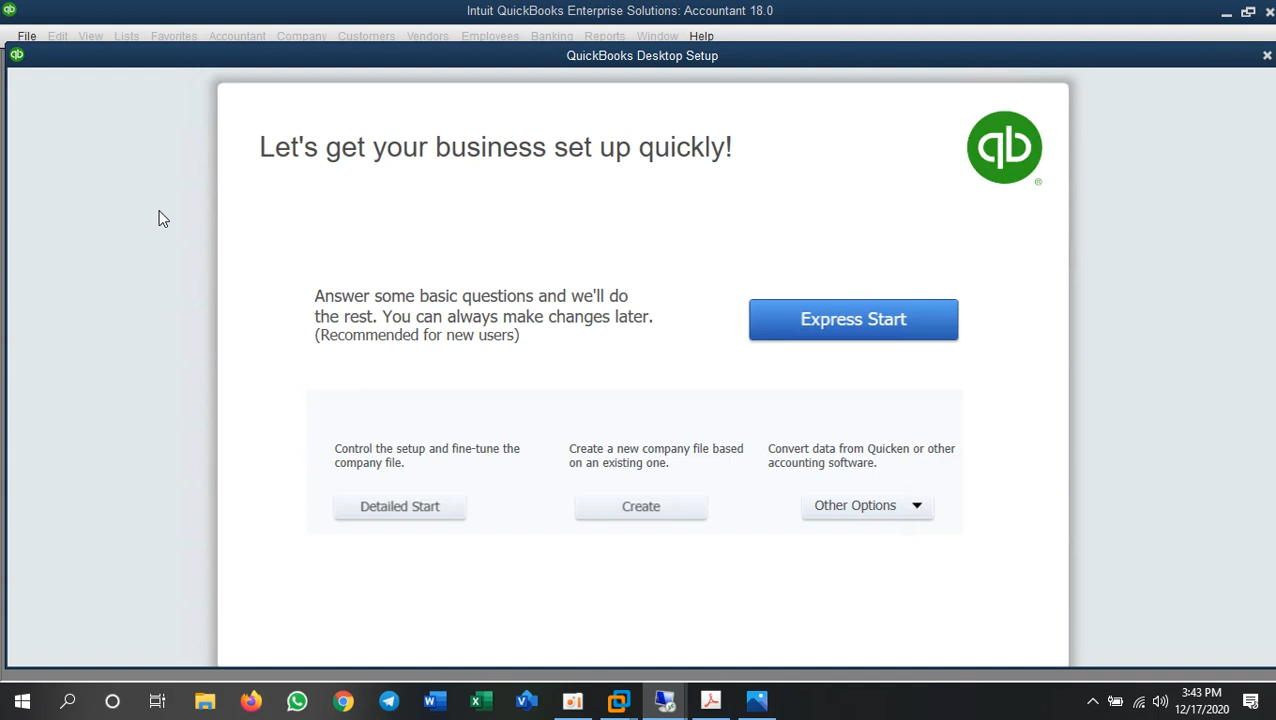 Intuit QuickBooks Enterprise Solutions: Accountant 18.0
File Edit View Lists Favorites Accountant Company Customers Vendors Employees Banking Reports Window Help
qb QuickBooks Desktop Setup
Let's get your business set up quickly!
qb ®
Answer some basic questions and we'll do
the rest. You can always make changes later.
(Recommended for new users)
Express Start
Control the setup and fine-tune the
company file.
Detailed Start
Create a new company file based
on an existing one.
Create
Convert data from Quicken or other
accounting software.
Other Options
3:43 PM
12/17/2020